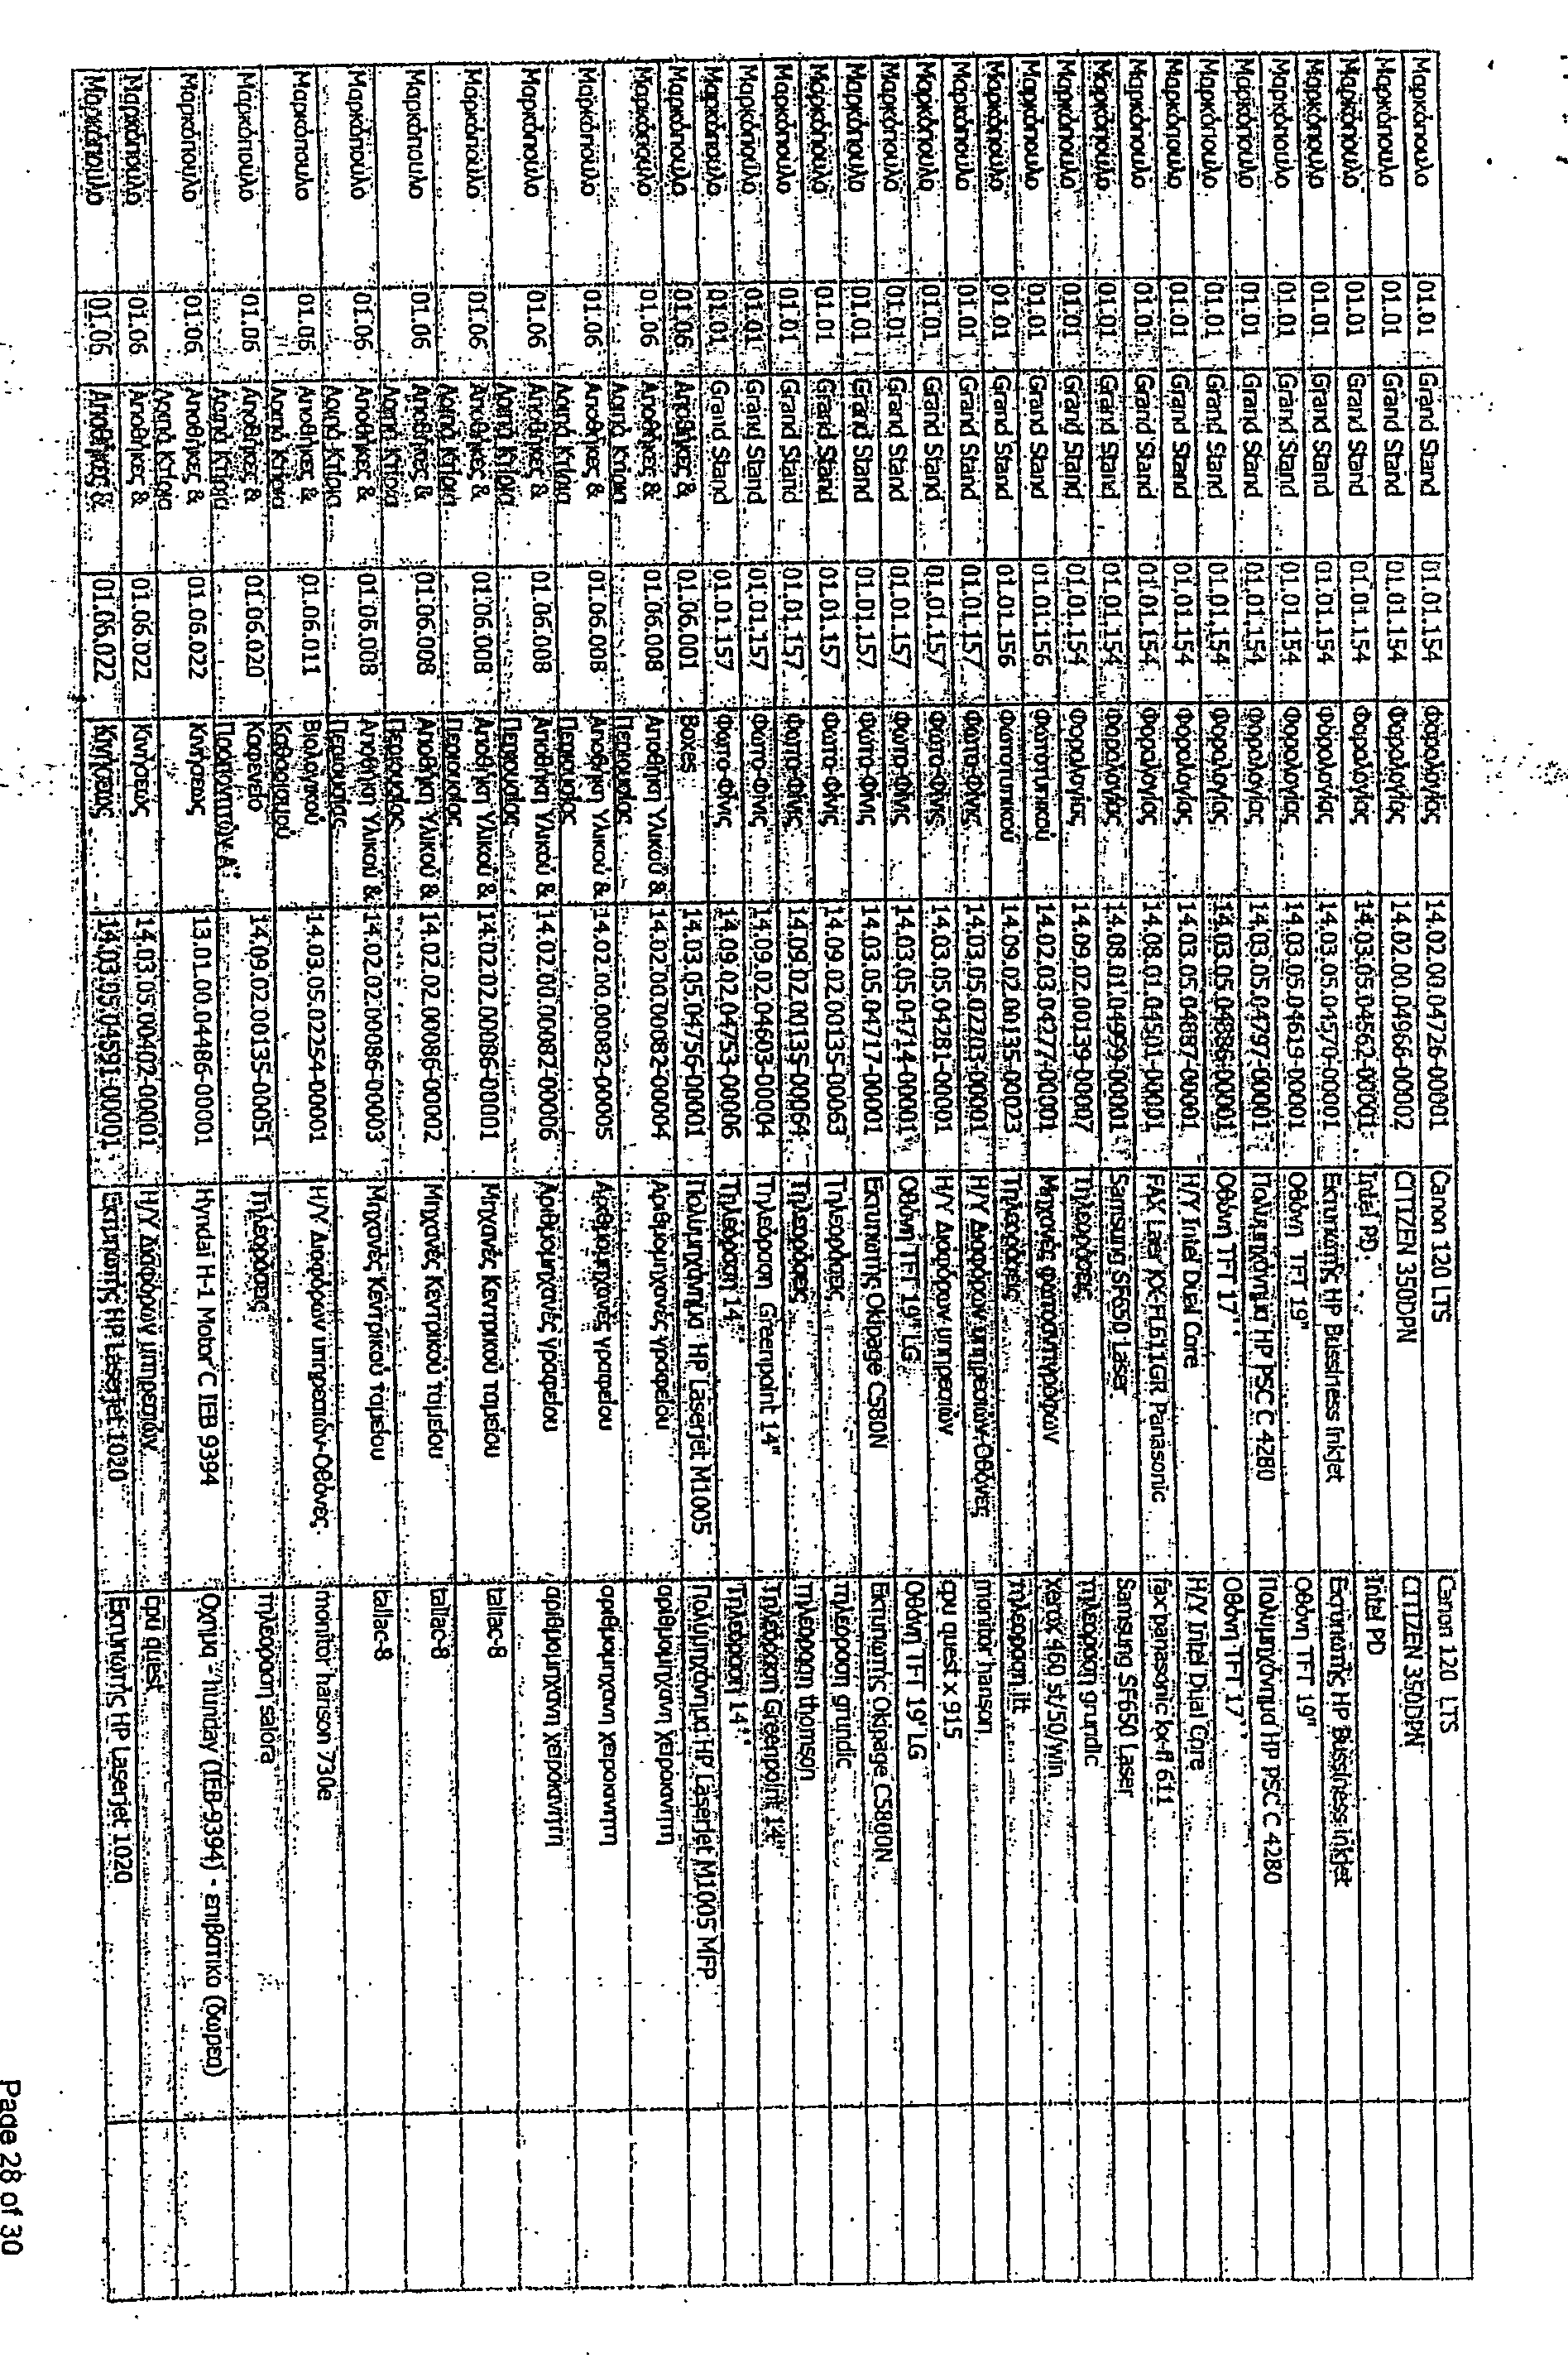 Μαρκόπουλο 01.01 Grand Stand 01.01.154 Φορολογίας 14.02.00.04726-00001 Canon 120 LTS Canon 120 LTS
Μαρκόπουλο 01.01 Grand Stand 01.01.154 Φορολογίας 14.02.00.04966-00002 CITIZEN 350DPN CITIZEN 350DPN
Μαρκόπουλο 01.01 Grand Stand 01.01.154 Φορολογίας 14.03.05.04562-00001 Intel PD Intel PD
Μαρκόπουλο 01.01 Grand Stand 01.01.154 Φορολογίας 14.03.05.04570-00001 Εκτυπωτής HP Bussiness Inkjet Εκτυπωτής HP Bussiness Inkjet
Μαρκόπουλο 01.01 Grand Stand 01.01.154 Φορολογίας 14.03.05.04619-00001 Οθόνη TFT 19" Οθόνη TFT 19"
Μαρκόπουλο 01.01 Grand Stand 01.01.154 Φορολογίας 14.03.05.04797-00001 Πολυμηχάνημα HP PSC C 4280 Πολυμηχάνημα HP PSC C 4280
Μαρκόπουλο 01.01 Grand Stand 01.01.154 Φορολογίας 14.03.05.04886-00001 Οθόνη TFT 17'' Οθόνη TFT 17''
Μαρκόπουλο 01.01 Grand Stand 01.01.154 Φορολογίας 14.03.05.04887-00001 Η/Υ Intel Dual Core Η/Υ Intel Dual Core
Μαρκόπουλο 01.01 Grand Stand 01.01.154 Φορολογίας 14.08.01.04501-00001 FAX Laer KX-FL611GR Panasonic fax panasonic kx-fl 611
Μαρκόπουλο 01.01 Grand Stand 01.01.154 Φορολογίας 14.08.01.04999-00001 Samsung SF650 Laser Samsung SF650 Laser
Μαρκόπουλο 01.01 Grand Stand 01.01.154 Φορολογίας 14.09.02.00139-00007 Τηλεοράσεις τηλεοραση grundic
Μαρκόπουλο 01.01 Grand Stand 01.01.156 Φωτοτυπικού 14.02.03.04277-00001 Μηχανές φωτοαντιγράφων xerox 460 st/50/win
Μαρκόπουλο 01.01 Grand Stand 01.01.156 Φωτοτυπικού 14.09.02.00135-00023 Τηλεοράσεις τηλεοραση itt
Μαρκόπουλο 01.01 Grand Stand 01.01.157 Φωτο-Φίνις 14.03.05.02203-00001 Η/Υ Διαφόρων υπηρεσιών-Οθόνες monitor hanson
Μαρκόπουλο 01.01 Grand Stand 01.01.157 Φωτο-Φίνις 14.03.05.04281-00001 Η/Υ Διαφόρων υπηρεσιών cpu quest x 915
Μαρκόπουλο 01.01 Grand Stand 01.01.157 Φωτο-Φίνις 14.03.05.04714-00001 Οθόνη TFT 19" LG Οθόνη TFT 19" LG
Μαρκόπουλο 01.01 Grand Stand 01.01.157 Φωτο-Φίνις 14.03.05.04717-00001 Εκτυπωτής Okipage C580N Εκτυπωτής Okipage C5800N
Μαρκόπουλο 01.01 Grand Stand 01.01.157 Φωτο-Φίνις 14.09.02.00135-00063 Τηλεοράσεις τηλεοραση grundic
Μαρκόπουλο 01.01 Grand Stand 01.01.157 Φωτο-Φίνις 14.09.02.00135-00064 Τηλεοράσεις τηλεοραση thomson
Μαρκόπουλο 01.01 Grand Stand 01.01.157 Φωτο-Φίνις 14.09.02.04603-00004 Τηλεόραση Greenpoint 14" Τηλεόραση Greenpoint 14"
Μαρκόπουλο 01.01 Grand Stand 01.01.157 Φωτο-Φίνις 14.09.02.04753-00006 Τηλεόραση 14'' Τηλεόραση 14''
Μαρκόπουλο 01.06 Αποθήκες & 01.06.001 Boxes 14.03.05.04756-00001 Πολυμηχάνημα HP Laserjet M1005 Πολυμηχάνημα HP Laserjet M1005 MFP
Μαρκόπουλο 01.06 Αποθήκες & 01.06.008 Αποθήκη Υλικού & 14.02.00.00082-00004 Αριθμομηχανές γραφείου αριθμομηχανη χειροκινητη
Λοιπά Κτίρια Περιουσίας
Μαρκόπουλο 01.06 Αποθήκες & 01.06.008 Αποθήκη Υλικού & 14.02.00.00082-00005 Αριθμομηχανές γραφείου αριθμομηχανη χειροκινητη
Λοιπά Κτίρια Περιουσίας
Μαρκόπουλο 01.06 Αποθήκες & 01.06.008 Αποθήκη Υλικού & 14.02.00.00082-00006 Αριθμομηχανές γραφείου αριθμομηχανη χειροκινητη
Λοιπά Κτίρια Περιουσίας
Μαρκόπουλο 01.06 Αποθήκες & 01.06.008 Αποθήκη Υλικού & 14.02.02.00086-00001 Μηχανές Κεντρικού ταμείου tallac-8
Λοιπά Κτίρια Περιουσίας
Μαρκόπουλο 01.06 Αποθήκες & 01.06.008 Αποθήκη Υλικού & 14.02.02.00086-00002 Μηχανές Κεντρικού ταμείου tallac-8
Λοιπά Κτίρια Περιουσίας
Μαρκόπουλο 01.06 Αποθήκες & 01.06.008 Αποθήκη Υλικού & 14.02.02.00086-00003 Μηχανές Κεντρικού ταμείου tallac-8
Λοιπά Κτίρια Περιουσίας
Μαρκόπουλο 01.06 Αποθήκες & 01.06.011 Βιολογικού 14.03.05.02254-00001 Η/Υ Διαφόρων υπηρεσιών-Οθόνες monitor hanson 730e
Λοιπά Κτίρια Καθαρισμού
Μαρκόπουλο 01.06 Αποθήκες & 01.06.020 Καφενείο 14.09.02.00135-00051 Τηλεοράσεις τηλεοραση salora
Λοιπά Κτίρια Προπονητών Α'
Μαρκόπουλο 01.06 Αποθήκες & 01.06.022 Κινήσεως 13.01.00.04486-00001 Hyndai H-1 Motor C IEB 9394 Οχημα - hunday (IEB-9394) - επιβατικο (δωρεα)
Λοιπά Κτίρια
Μαρκόπουλο 01.06 Αποθήκες & 01.06.022 Κινήσεως 14.03.05.00402-00001 Η/Υ Διαφόρων υπηρεσιών cpu quest
Μαρκόπουλο 01.06 Αποθήκες & 01.06.022 Κινήσεως 14.03.05.04591-00001 Εκτυπωτής HP Laserjet 1020 Εκτυπωτής HP Laserjet 1020
Page 28 of 30